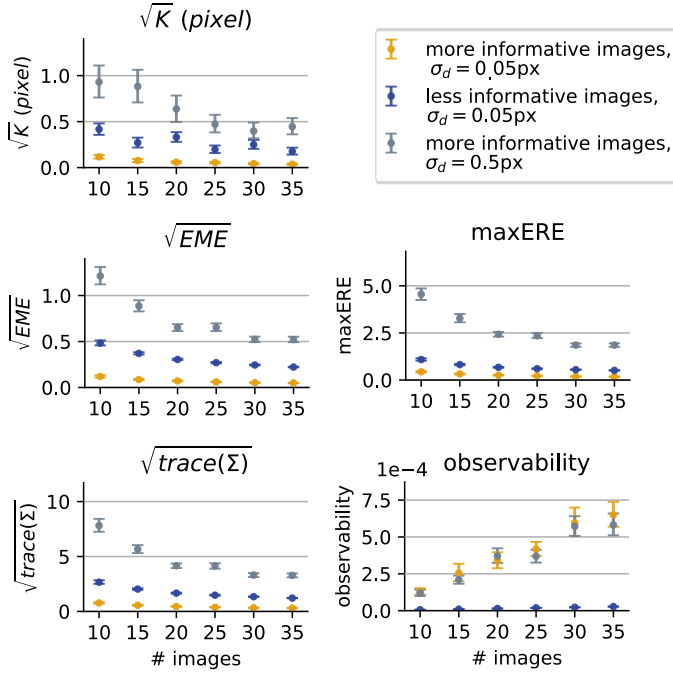 √K (pixel)
√K (pixel)
1.0
0.5
0.0
10 15 20 25 30 35
more informative images,
σd = 0.05px
less informative images,
σd = 0.05px
more informative images,
σd = 0.5px
√EME
√EME
1.0
0.5
0.0
10 15 20 25 30 35
maxERE
maxERE
5.0
2.5
0.0
10 15 20 25 30 35
√trace(Σ)
√trace(Σ)
10
5
0
10 15 20 25 30 35
# images
observability
1e−4
observability
7.5
5.0
2.5
0.0
10 15 20 25 30 35
# images